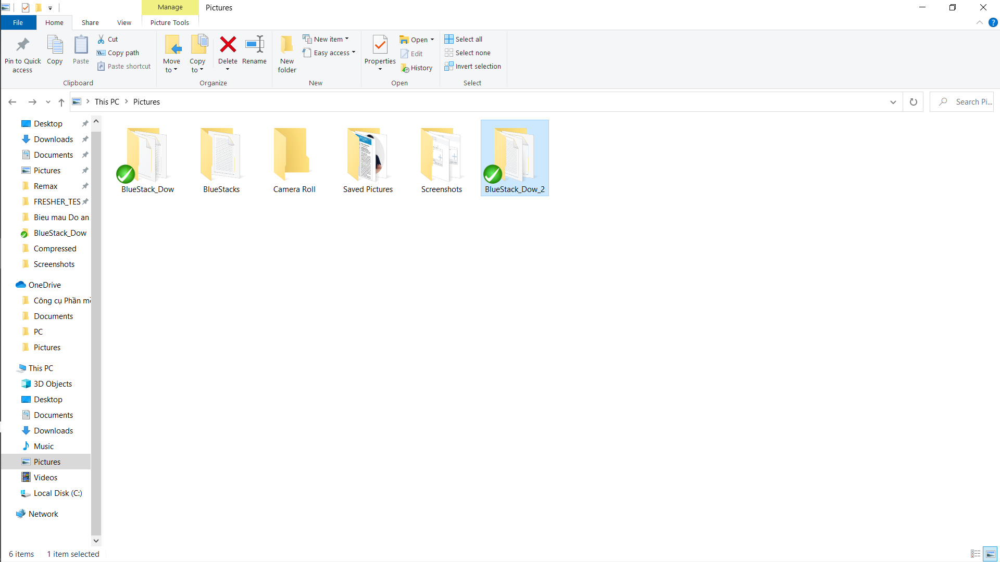 Manage
Pictures
File
Home
Share
View
Picture Tools
Pin to Quick access
Copy
Paste
Cut
Copy path
Paste shortcut
Clipboard
Move to
Copy to
Delete
Rename
Organize
New folder
New item
Easy access
New
Properties
Open
Edit
History
Open
Select all
Select none
Invert selection
Select
This PC
Pictures
Search Pi...
Desktop
Downloads
Documents
Pictures
Remax
FRESHER_TES
Bieu mau Do an
BlueStack_Dow
Compressed
Screenshots
OneDrive
Công cụ Phần
Documents
PC
Pictures
This PC
3D Objects
Desktop
Documents
Downloads
Music
Pictures
Videos
Local Disk (C:)
Network
BlueStack_Dow
BlueStacks
Camera Roll
Saved Pictures
Screenshots
BlueStack_Dow_2
6 items
1 item selected